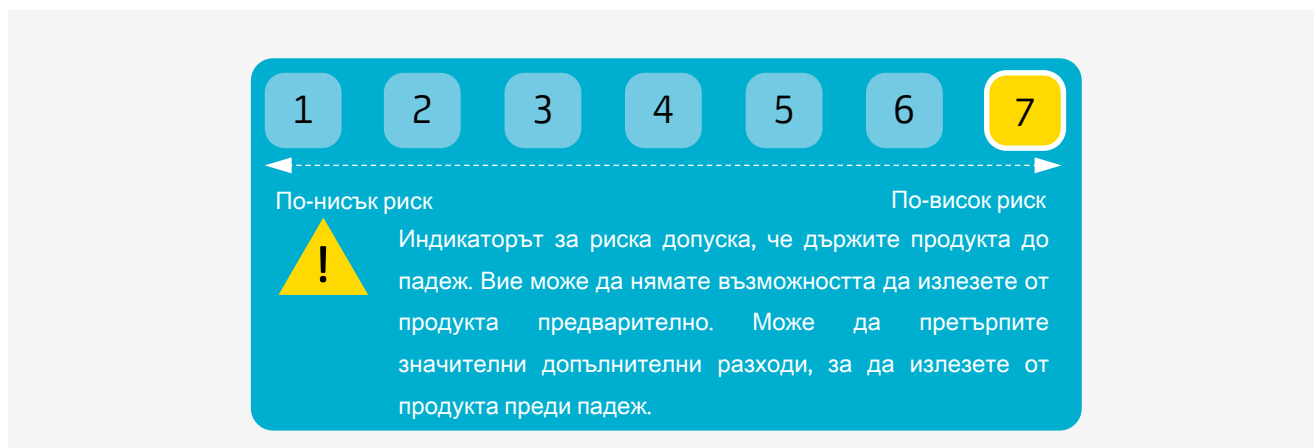 1 2 3 4 5 6 7
По-нисък риск По-висок риск
!
Индикаторът за риска допуска, че държите продукта до
падеж. Вие може да нямате възможността да излезете от
продукта предварително. Може да претърпите
значителни допълнителни разходи, за да излезете от
продукта преди падеж.